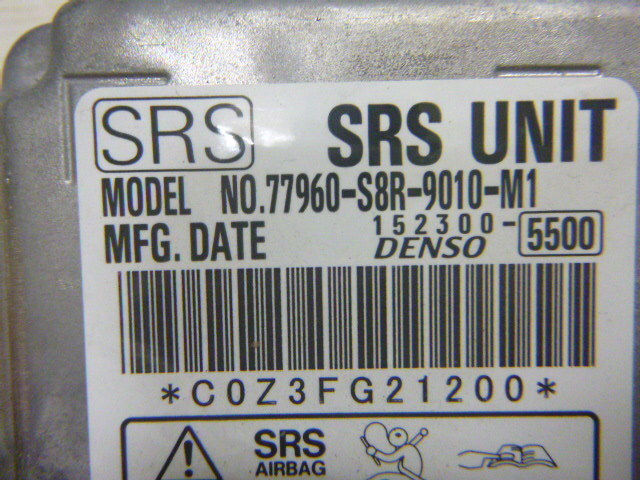 SRS SRS UNIT
MODEL NO.77960-S8R-9010-M1
152300-5500
MFG. DATE DENSO
*C0Z3FG21200*
SRS
AIRBAG